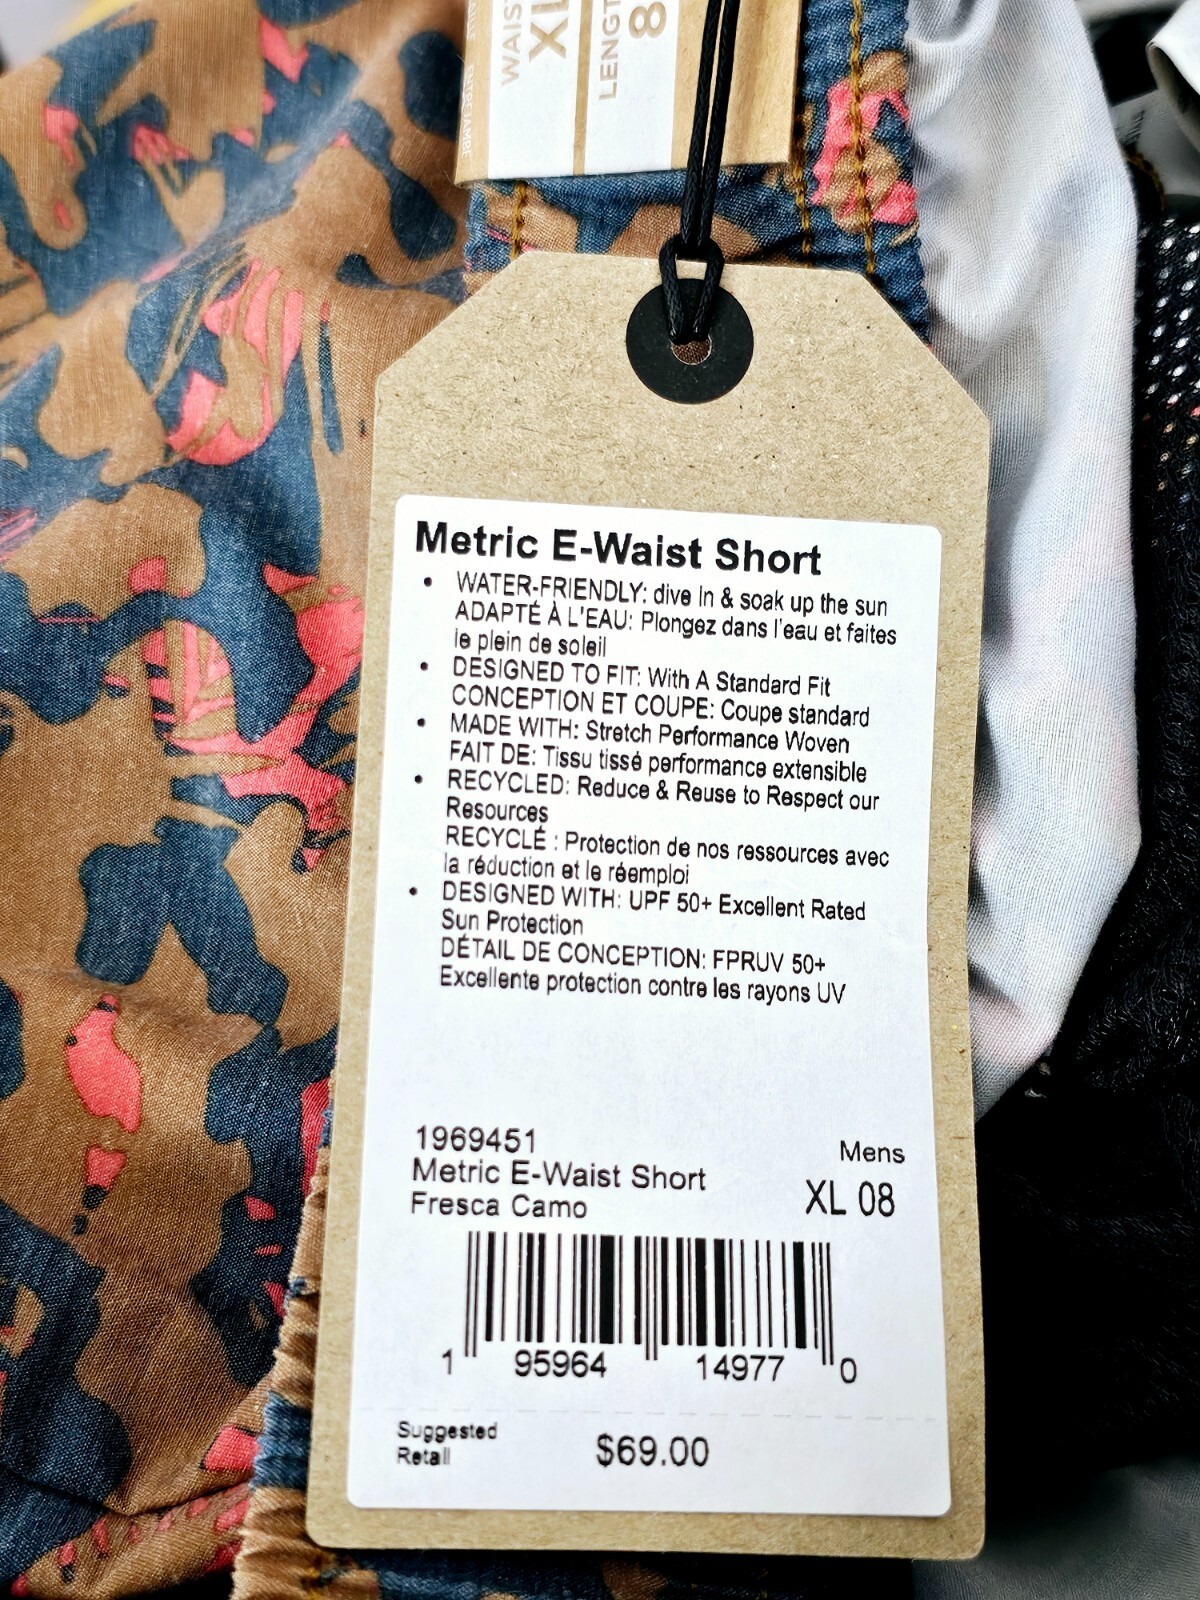 WAIST
XL
LENGTH
8
Metric E-Waist Short
• WATER-FRIENDLY: dive in & soak up the sun
ADAPTÉ À L'EAU: Plongez dans l'eau et faites
le plein de soleil
• DESIGNED TO FIT: With A Standard Fit
CONCEPTION ET COUPE: Coupe standard
• MADE WITH: Stretch Performance Woven
FAIT DE: Tissu tissé performance extensible
• RECYCLED: Reduce & Reuse to Respect our
Resources
RECYCLÉ : Protection de nos ressources avec
la réduction et le réemploi
• DESIGNED WITH: UPF 50+ Excellent Rated
Sun Protection
DÉTAIL DE CONCEPTION: FPRUV 50+
Excellente protection contre les rayons UV
1969451
Mens
Metric E-Waist Short
XL 08
Fresca Camo
1 95964 14977 0
Suggested
Retail
$69.00